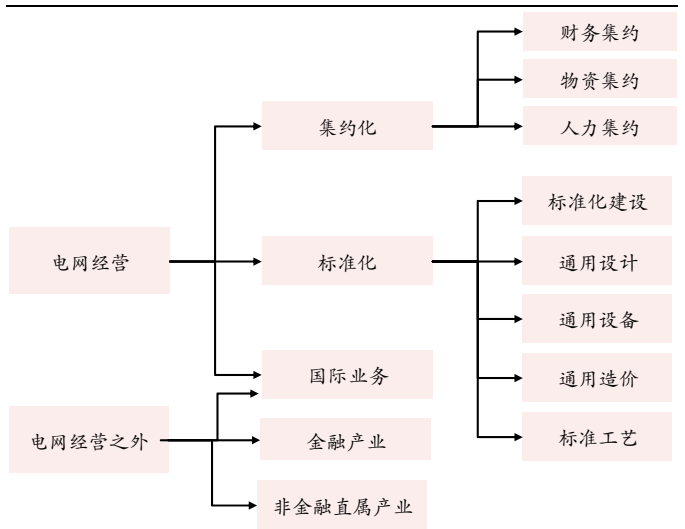 财务集约
物资集约
集约化
人力集约
标准化建设
电网经营
标准化
通用设计
通用设备
国际业务
通用造价
电网经营之外
金融产业
标准工艺
非金融直属产业